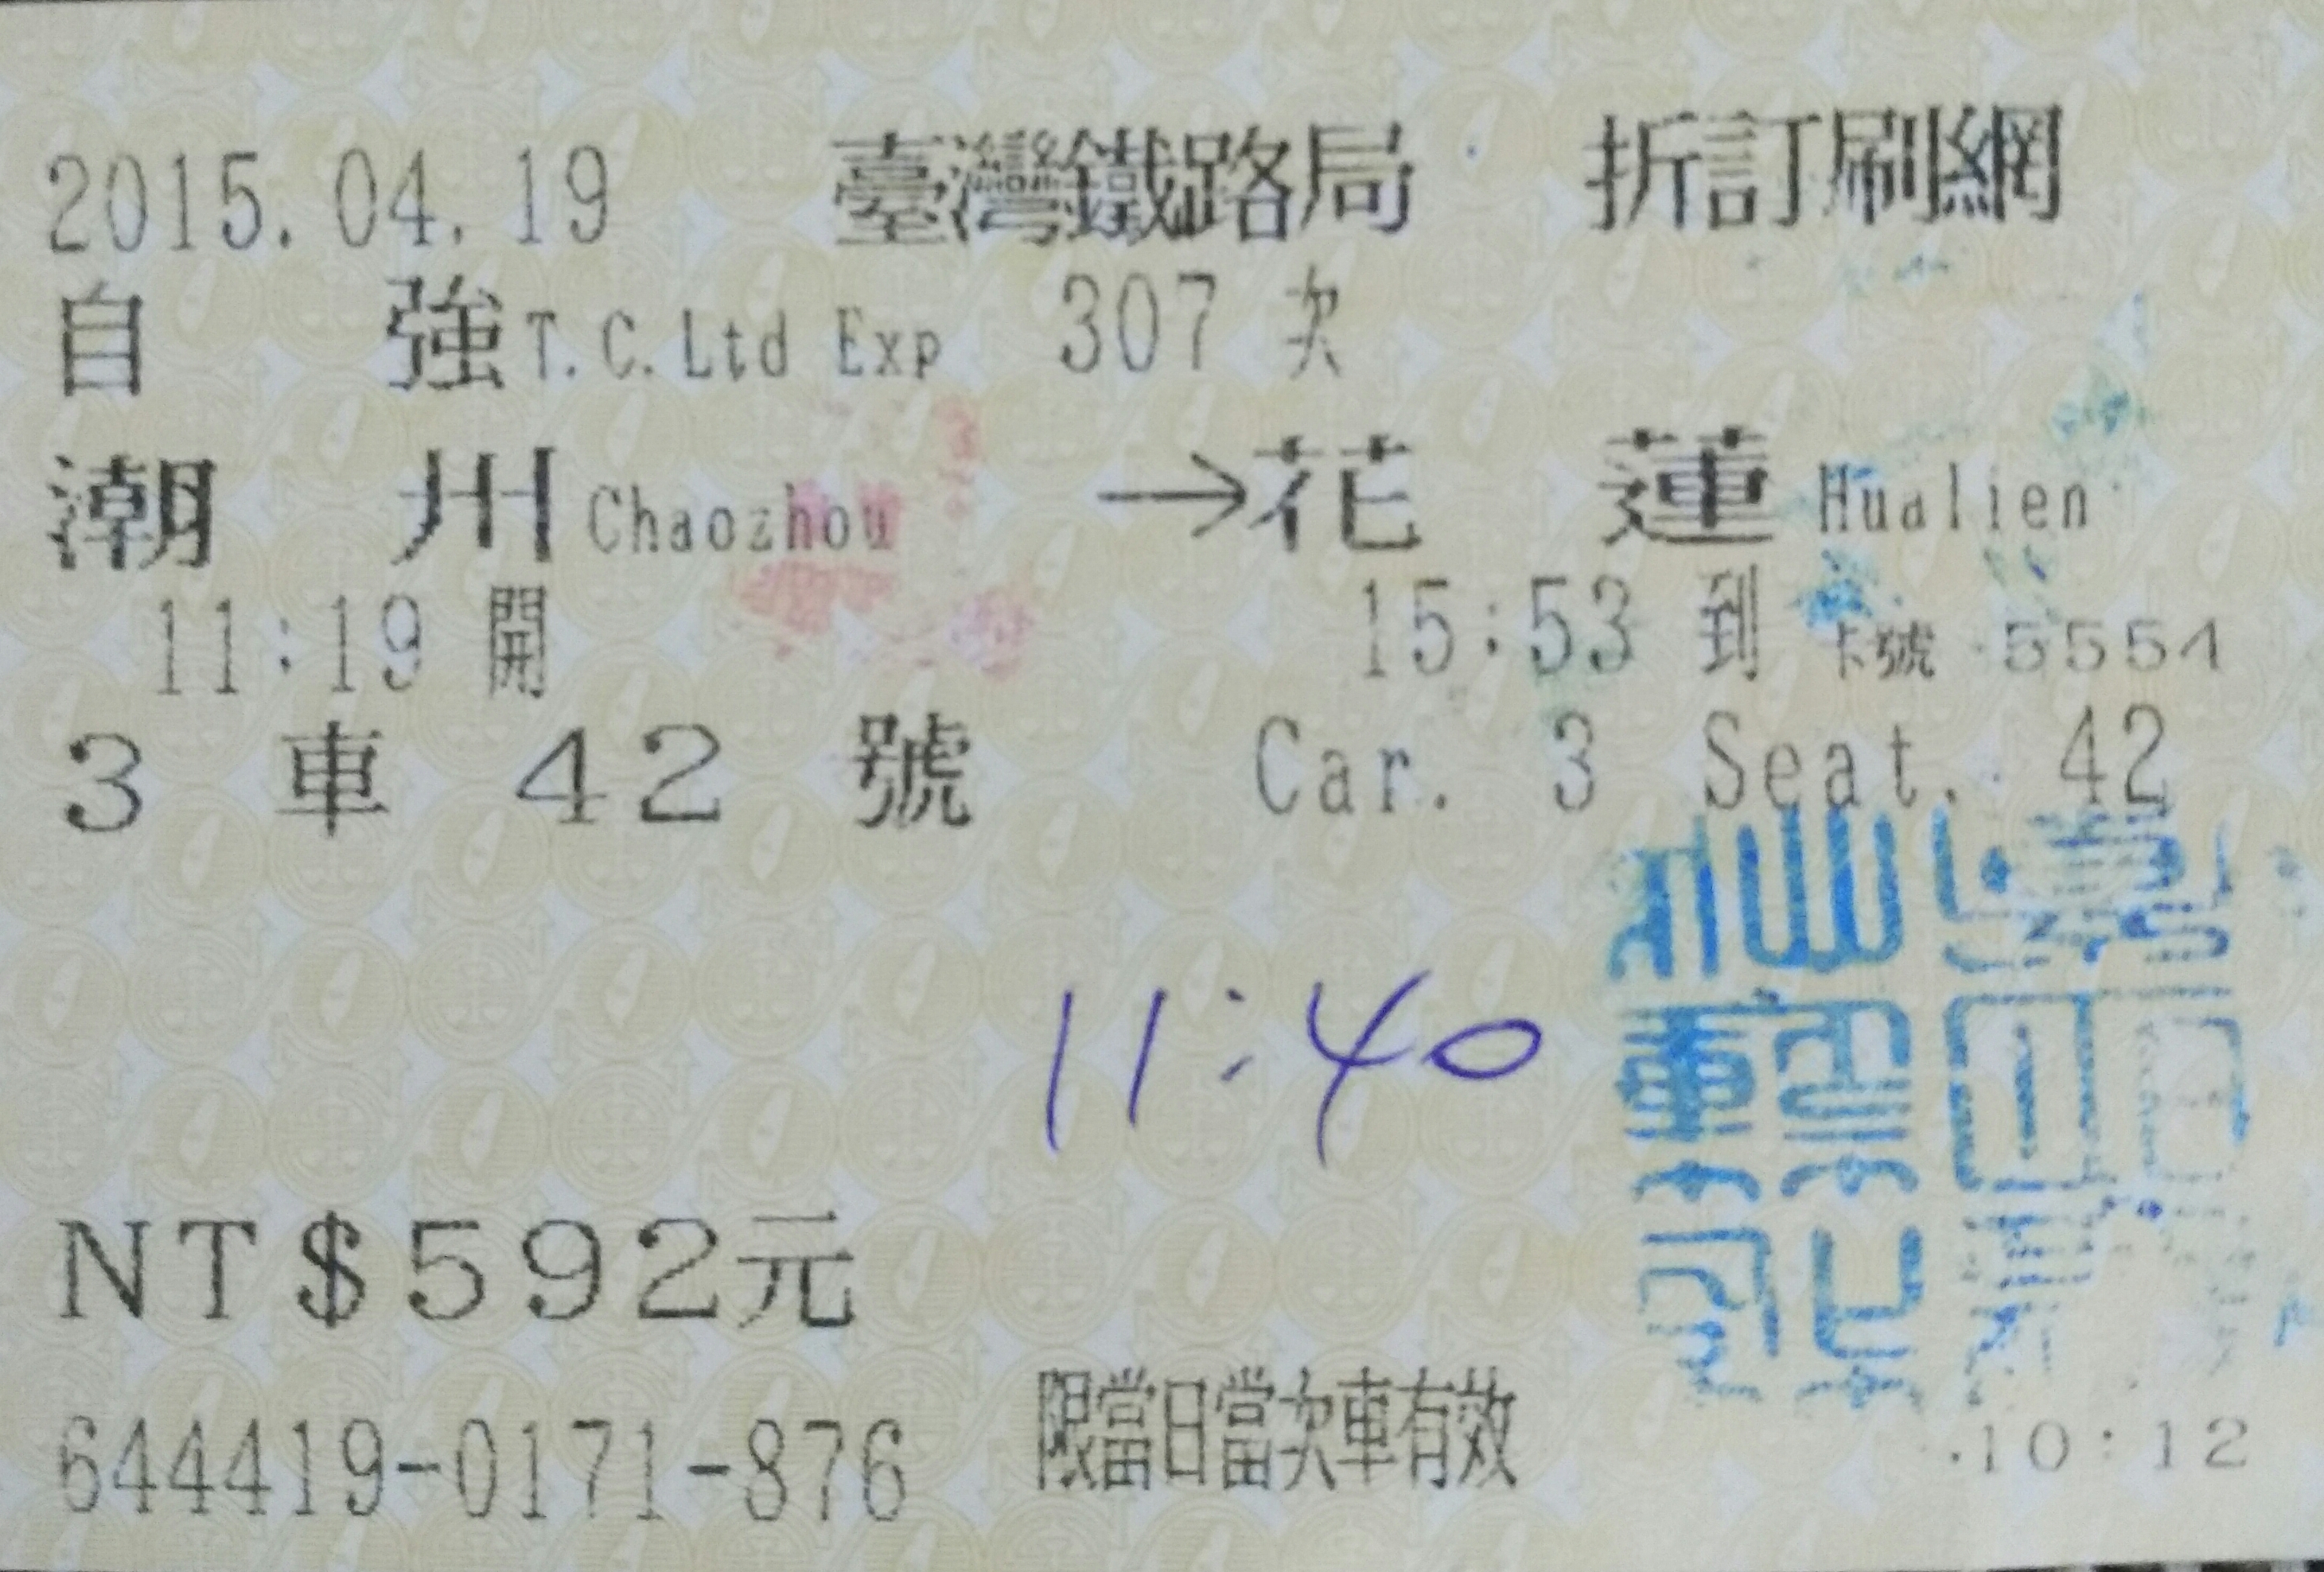 2015.04.19 臺灣鐵路局 折訂刷網
自 強 T.C.Ltd Exp 307 次
潮 州 Chaozhou →花 蓮 Hualien
11:19 開 15:53 到 卡號 5554
3 車 42 號 Car. 3 Seat. 42
11:40
NT$592元
644419-0171-876 限當日當次車有效 10:12